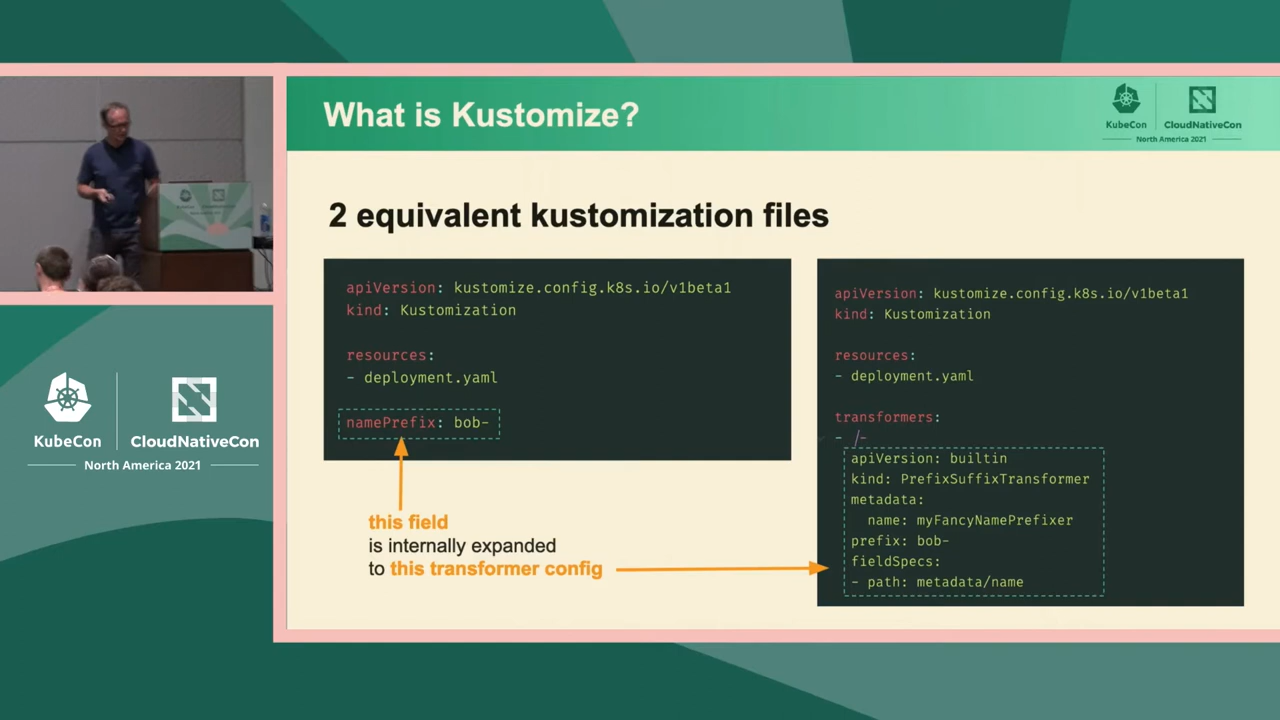 What is Kustomize?
KubeCon
CloudNativeCon
North America 2021
2 equivalent kustomization files
apiVersion: kustomize.config.k8s.io/v1beta1
kind: Kustomization
resources:
- deployment.yaml
namePrefix: bob-
this field
is internally expanded
to this transformer config
apiVersion: kustomize.config.k8s.io/v1beta1
kind: Kustomization
resources:
- deployment.yaml
transformers:
- |-
apiVersion: builtin
kind: PrefixSuffixTransformer
metadata:
name: myFancyNamePrefixer
prefix: bob-
fieldSpecs:
- path: metadata/name
KubeCon
CloudNativeCon
North America 2021